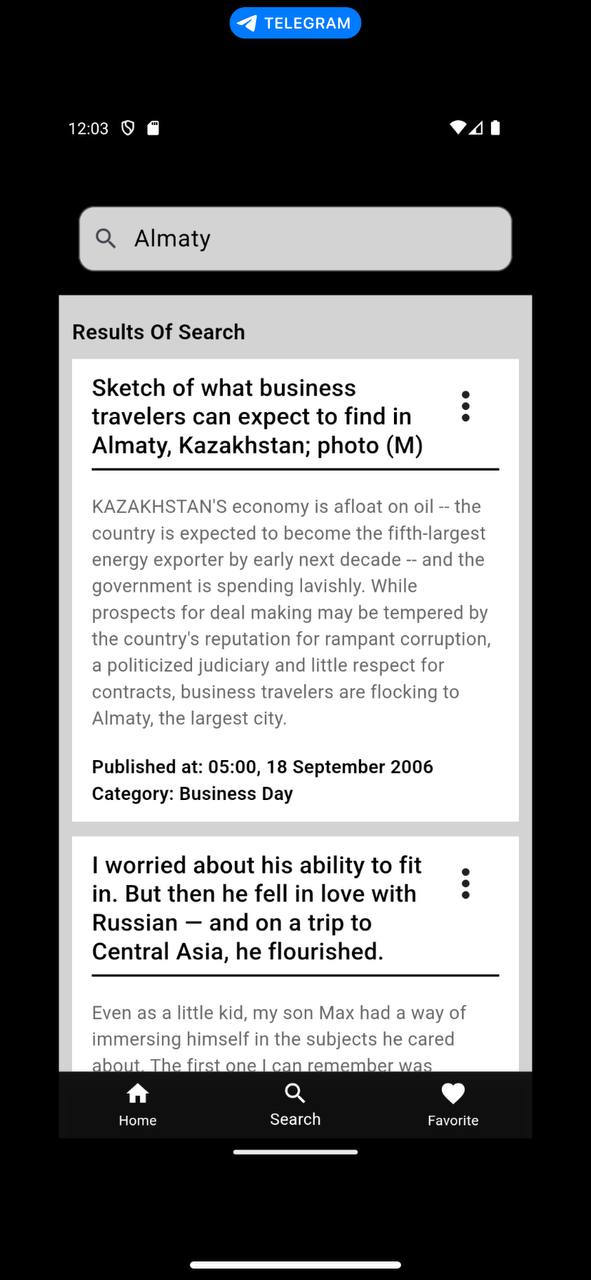 TELEGRAM
12:03
Almaty
Results Of Search
Sketch of what business
travelers can expect to find in
Almaty, Kazakhstan; photo (M)
KAZAKHSTAN'S economy is afloat on oil -- the
country is expected to become the fifth-largest
energy exporter by early next decade -- and the
government is spending lavishly. While
prospects for deal making may be tempered by
the country's reputation for rampant corruption,
a politicized judiciary and little respect for
contracts, business travelers are flocking to
Almaty, the largest city.
Published at: 05:00, 18 September 2006
Category: Business Day
I worried about his ability to fit
in. But then he fell in love with
Russian — and on a trip to
Central Asia, he flourished.
Even as a little kid, my son Max had a way of
immersing himself in the subjects he cared
about. The first one I can remember was
Home
Search
Favorite